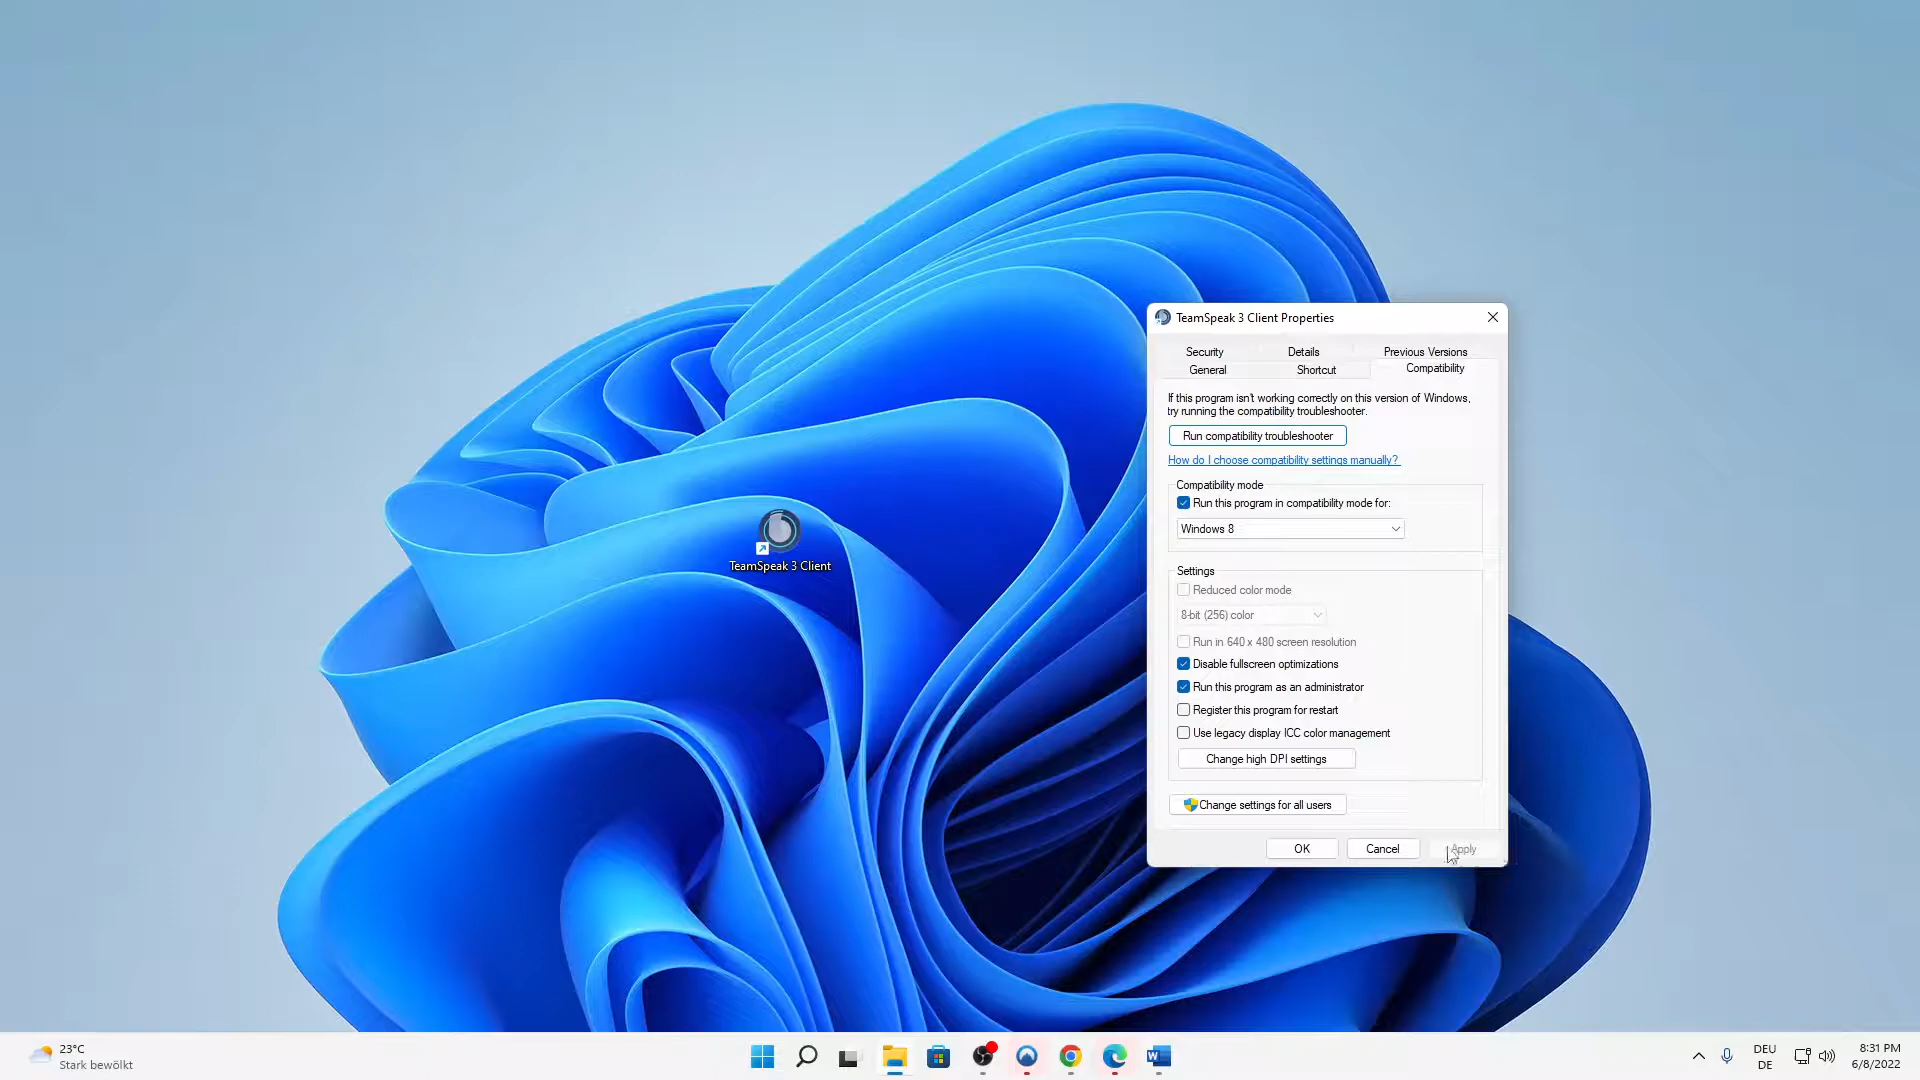 TeamSpeak 3 Client Properties
Security
Details
Previous Versions
General
Shortcut
Compatibility
If this program isn't working correctly on this version of Windows,
try running the compatibility troubleshooter.
Run compatibility troubleshooter
How do I choose compatibility settings manually?
Compatibility mode
Run this program in compatibility mode for:
Windows 8
Settings
Reduced color mode
8-bit (256) color
Run in 640 x 480 screen resolution
Disable fullscreen optimizations
Run this program as an administrator
Register this program for restart
Use legacy display ICC color management
Change high DPI settings
Change settings for all users
OK
Cancel
Apply
TeamSpeak 3 Client
23°C
Stark bewölkt
W
DEU
DE
8:31 PM
6/8/2022